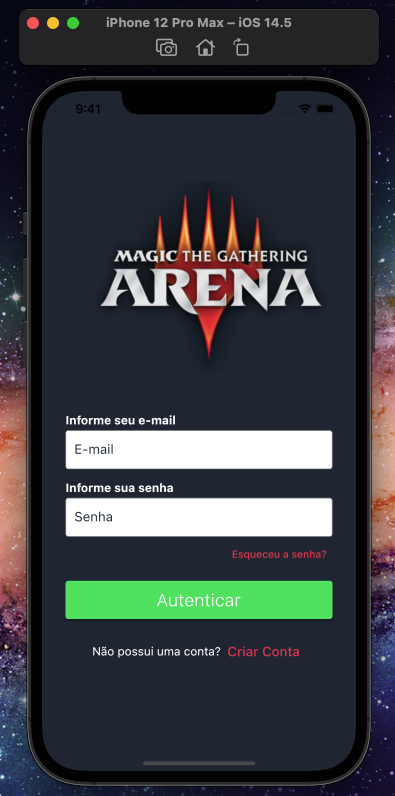 iPhone 12 Pro Max – iOS 14.5
9:41
MAGIC THE GATHERING
ARENA
Informe seu e-mail
E-mail
Informe sua senha
Senha
Esqueceu a senha?
Autenticar
Não possui uma conta? Criar Conta